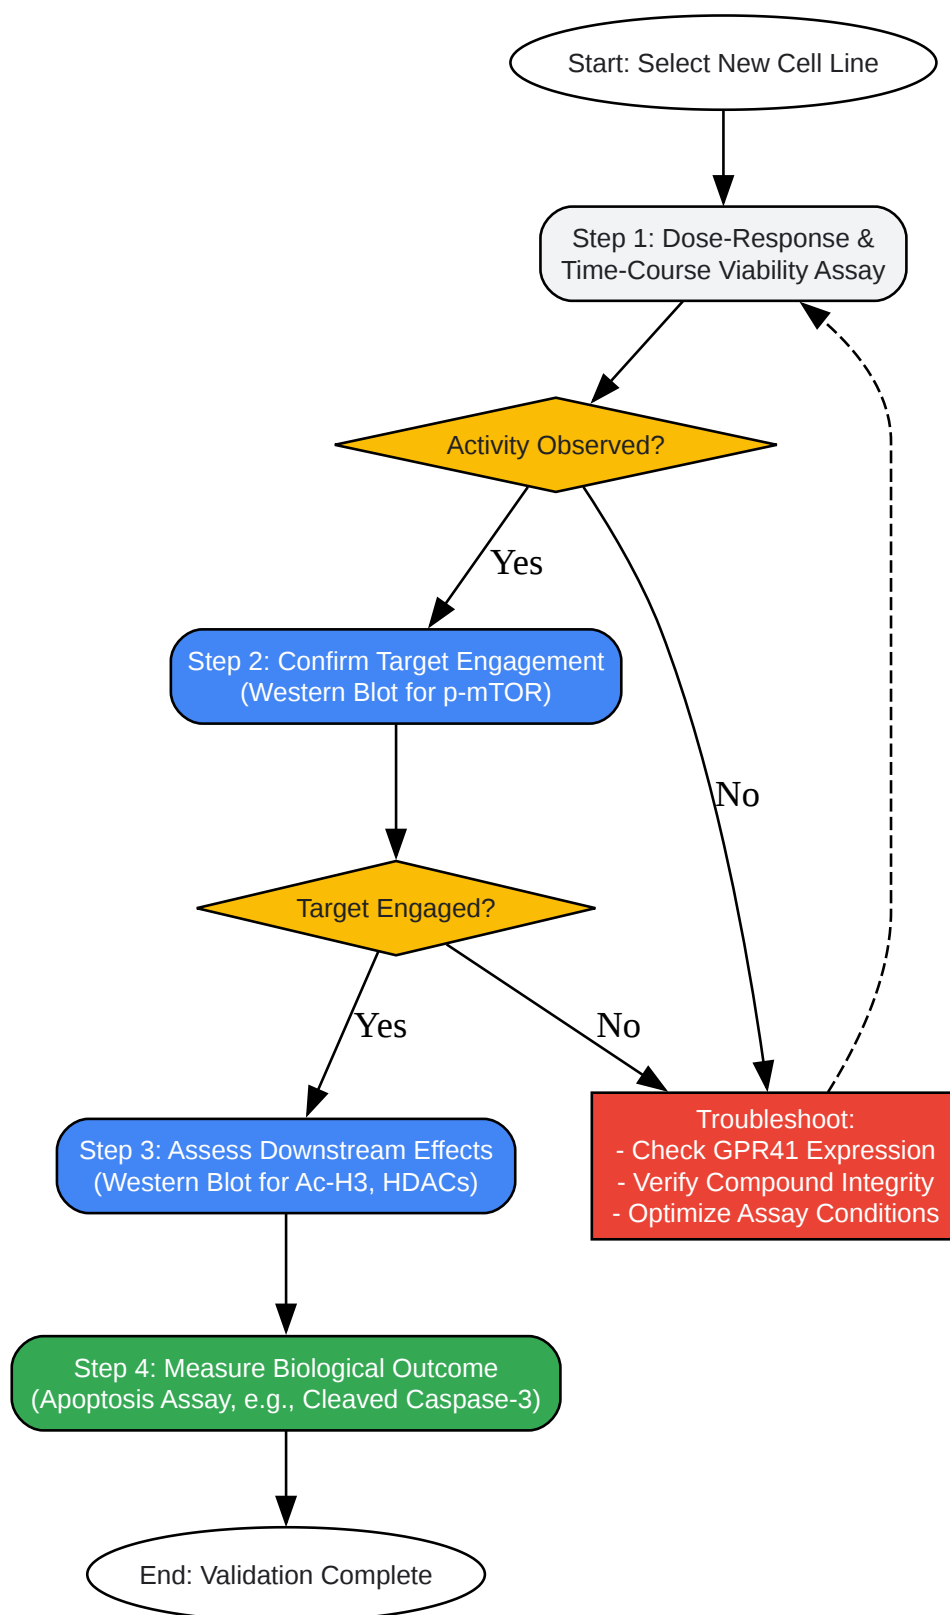 Start: Select New Cell Line
Step 1: Dose-Response &
Time-Course Viability Assay
Activity Observed?
Yes
Step 2: Confirm Target Engagement
(Western Blot for p-mTOR)
No
Target Engaged?
Yes
No
Step 3: Assess Downstream Effects
(Western Blot for Ac-H3, HDACs)
Troubleshoot:
- Check GPR41 Expression
- Verify Compound Integrity
- Optimize Assay Conditions
Step 4: Measure Biological Outcome
(Apoptosis Assay, e.g., Cleaved Caspase-3)
End: Validation Complete